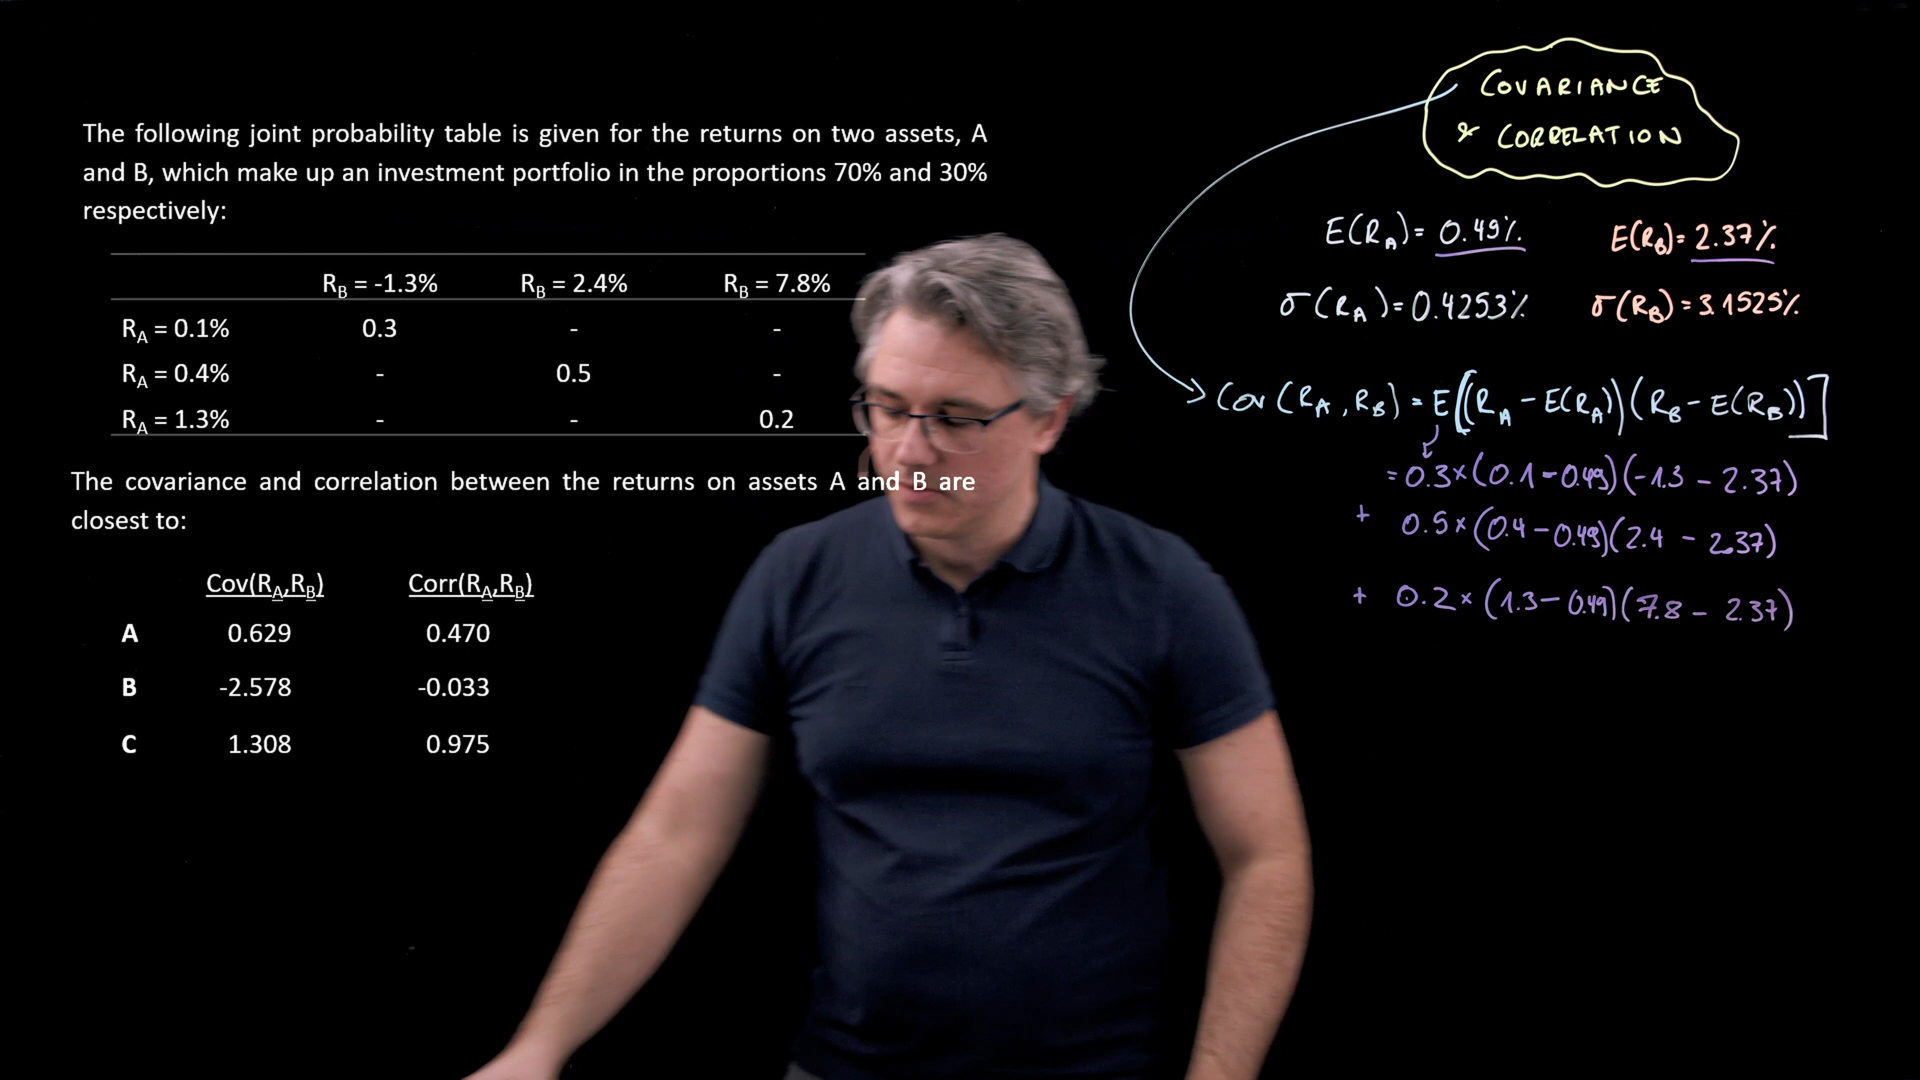 The following joint probability table is given for the returns on two assets, A
and B, which make up an investment portfolio in the proportions 70% and 30%
respectively:
R_B = -1.3% R_B = 2.4% R_B = 7.8%
R_A = 0.1% 0.3 - -
R_A = 0.4% - 0.5 -
R_A = 1.3% - - 0.2
The covariance and correlation between the returns on assets A and B are
closest to:
Cov(R_A,R_B) Corr(R_A,R_B)
A 0.629 0.470
B -2.578 -0.033
C 1.308 0.975
COVARIANCE
& CORRELATION
E(R_A) = 0.49% E(R_B) = 2.37%
σ(R_A) = 0.4253% σ(R_B) = 3.1525%
Cov(R_A, R_B) = E[(R_A - E(R_A))(R_B - E(R_B))]
= 0.3 × (0.1 - 0.49)(-1.3 - 2.37)
+ 0.5 × (0.4 - 0.49)(2.4 - 2.37)
+ 0.2 × (1.3 - 0.49)(7.8 - 2.37)